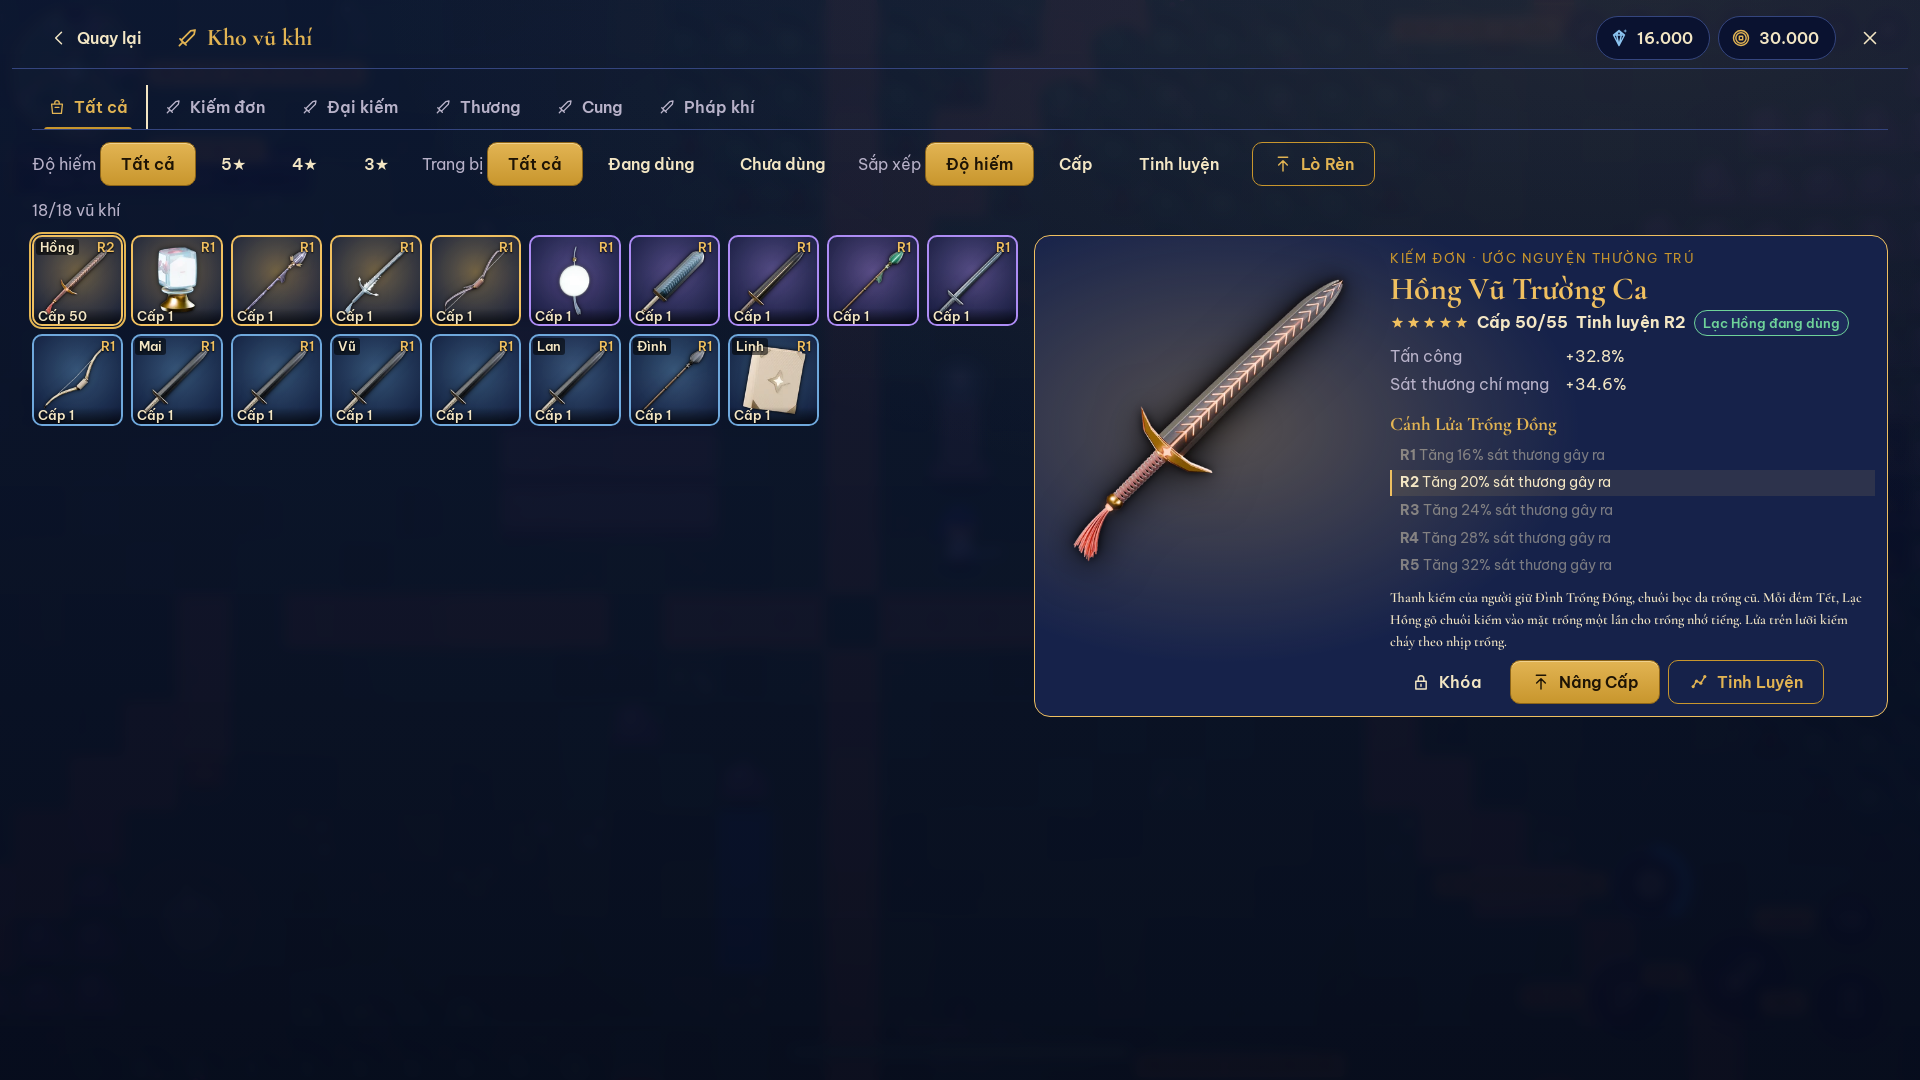 Quay lại
Kho vũ khí
16.000
30.000
Tất cả
Kiếm đơn
Đại kiếm
Thương
Cung
Pháp khí
Độ hiếm
Tất cả
5★
4★
3★
Trang bị
Tất cả
Đang dùng
Chưa dùng
Sắp xếp
Độ hiếm
Cấp
Tinh luyện
Lò Rèn
18/18 vũ khí
Hồng R2 Cấp 50
R1 Cấp 1
R1 Cấp 1
R1 Cấp 1
R1 Cấp 1
R1 Cấp 1
R1 Cấp 1
R1 Cấp 1
R1 Cấp 1
R1 Cấp 1
R1 Cấp 1
Mai R1 Cấp 1
R1 Cấp 1
Vũ R1 Cấp 1
R1 Cấp 1
Lan R1 Cấp 1
Đình R1 Cấp 1
Linh R1 Cấp 1
KIẾM ĐƠN · ƯỚC NGUYỆN THƯỜNG TRÚ
Hồng Vũ Trường Ca
★★★★★ Cấp 50/55 Tinh luyện R2 Lạc Hồng đang dùng
Tấn công +32.8%
Sát thương chí mạng +34.6%
Cánh Lửa Trống Đồng
R1 Tăng 16% sát thương gây ra
R2 Tăng 20% sát thương gây ra
R3 Tăng 24% sát thương gây ra
R4 Tăng 28% sát thương gây ra
R5 Tăng 32% sát thương gây ra
Thanh kiếm của người giữ Đình Trống Đồng, chuôi bọc da trống cũ. Mỗi đêm Tết, Lạc
Hồng gõ chuôi kiếm vào mặt trống một lần cho trống nhớ tiếng. Lửa trên lưỡi kiếm
cháy theo nhịp trống.
Khóa
Nâng Cấp
Tinh Luyện